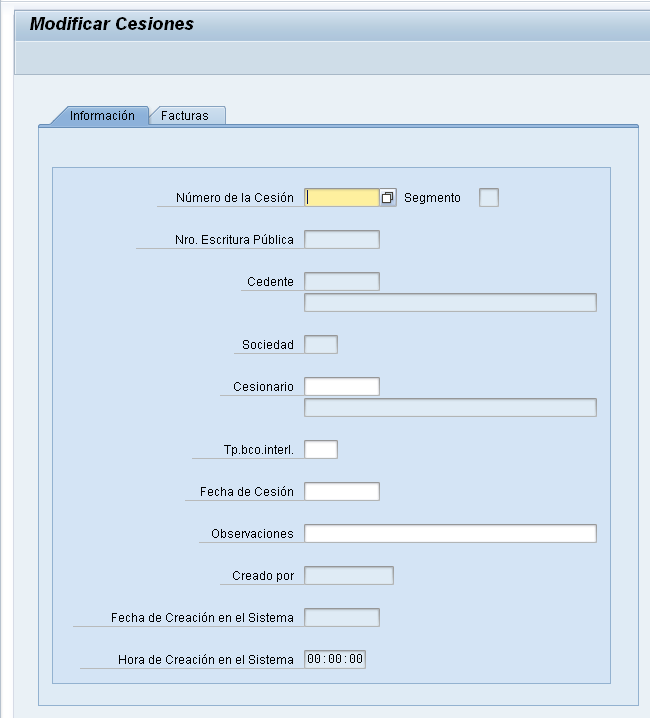 Modificar Cesiones
Información Facturas
Número de la Cesión Segmento
Nro. Escritura Pública
Cedente
Sociedad
Cesionario
Tp.bco.interl.
Fecha de Cesión
Observaciones
Creado por
Fecha de Creación en el Sistema
Hora de Creación en el Sistema 00:00:00